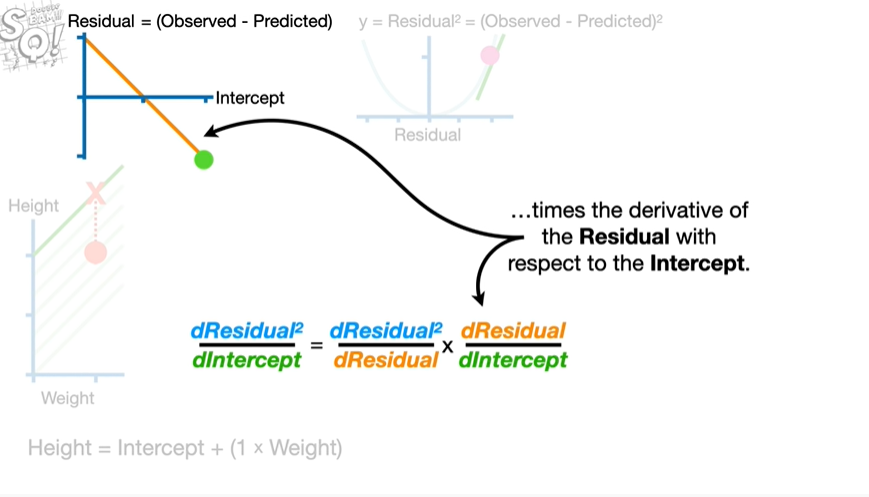 SQ!
Residual = (Observed - Predicted)
y = Residual² = (Observed - Predicted)²
Intercept
Residual
Height
X
...times the derivative of
the Residual with
respect to the Intercept.
dResidual² / dIntercept = dResidual² / dResidual x dResidual / dIntercept
Weight
Height = Intercept + (1 × Weight)